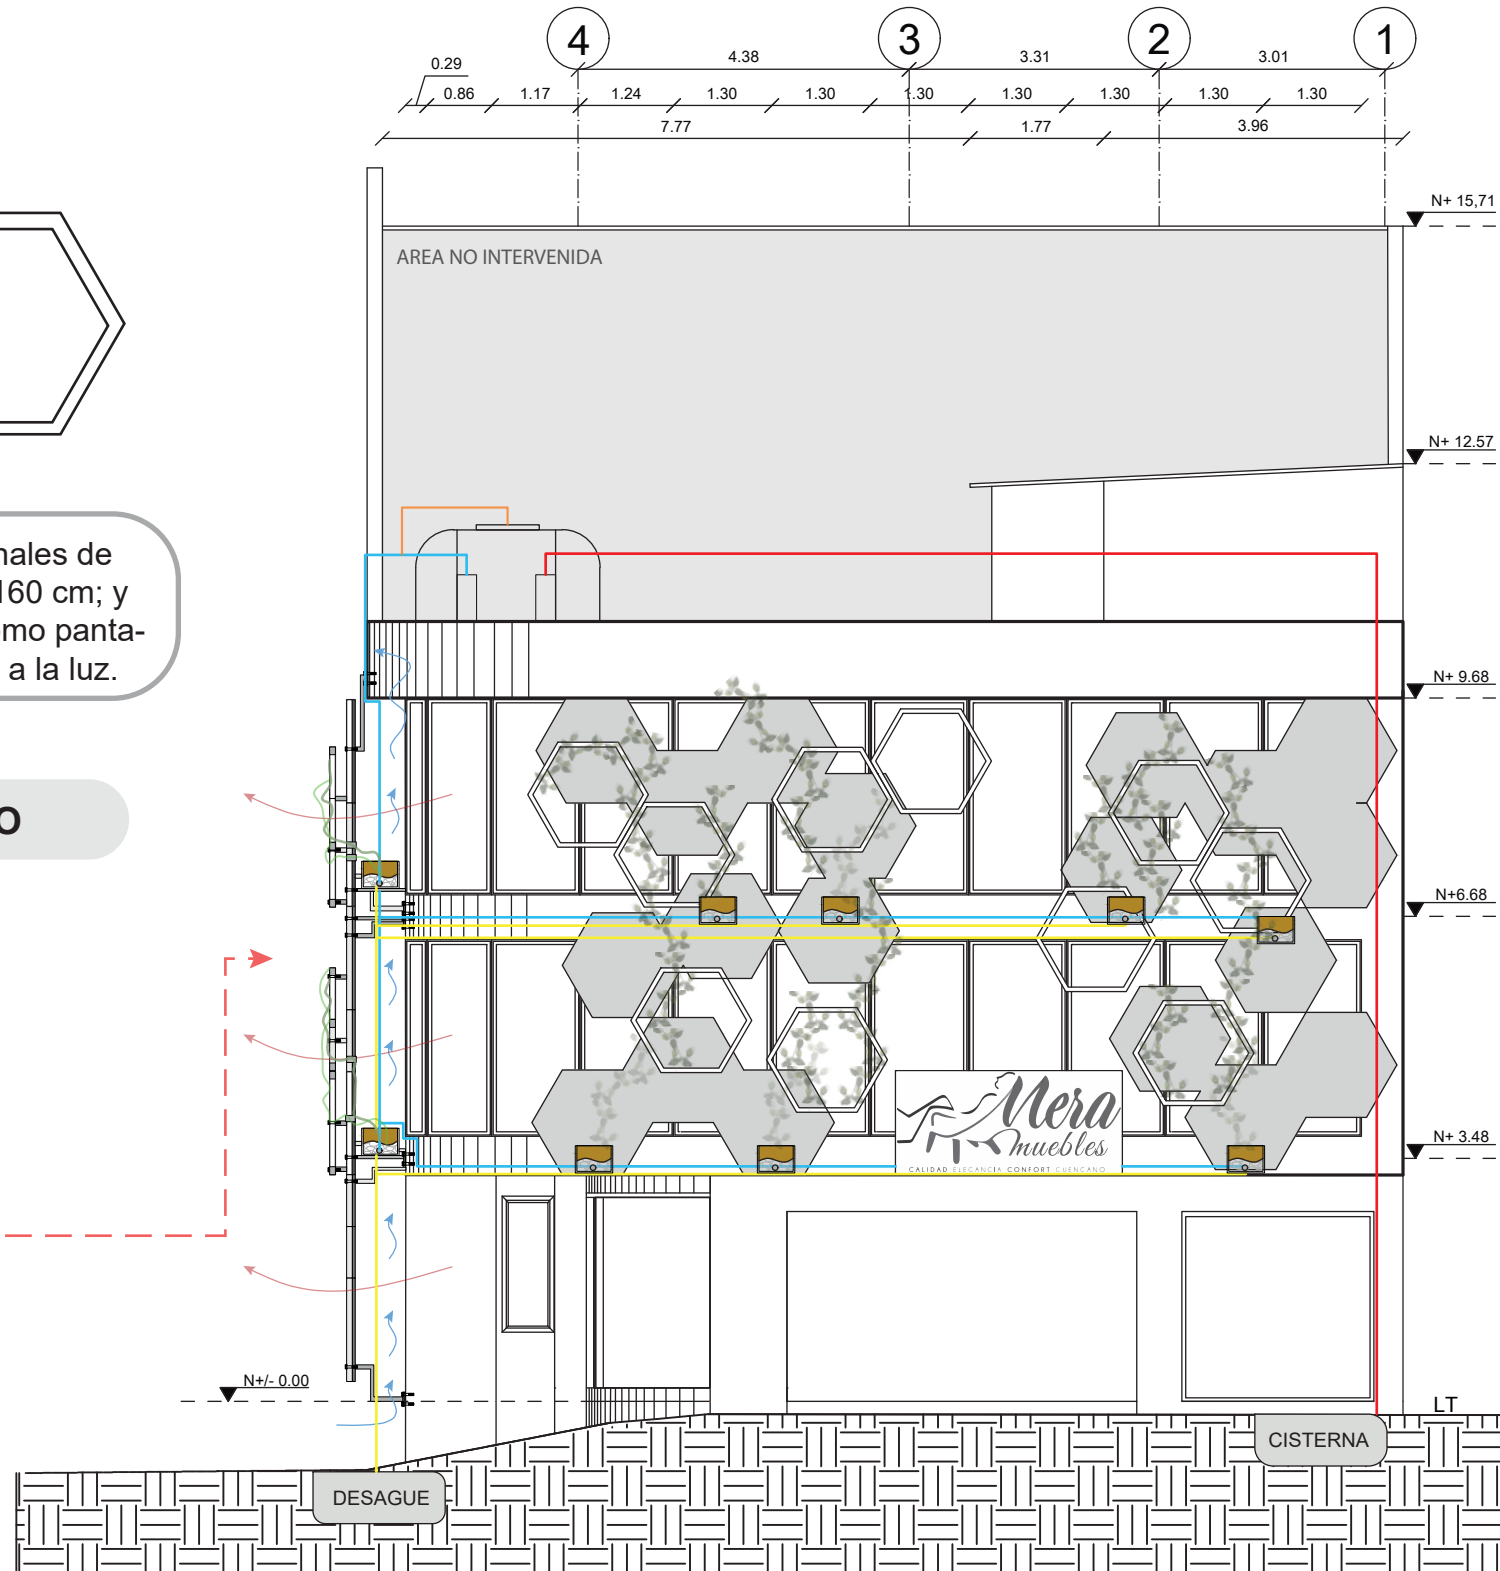 4
3
2
1
4.38
3.31
3.01
0.29
0.86
1.17
1.24
1.30
1.30
1.30
1.30
1.30
1.30
1.30
7.77
1.77
3.96
N+ 15,71
AREA NO INTERVENIDA
N+ 12.57
nales de
160 cm; y
mo panta-
a la luz.
N+ 9.68
O
N+6.68
Mera
muebles
CALIDAD ELEGANCIA CONFORT CUENCANO
N+ 3.48
N+/- 0.00
LT
CISTERNA
DESAGUE